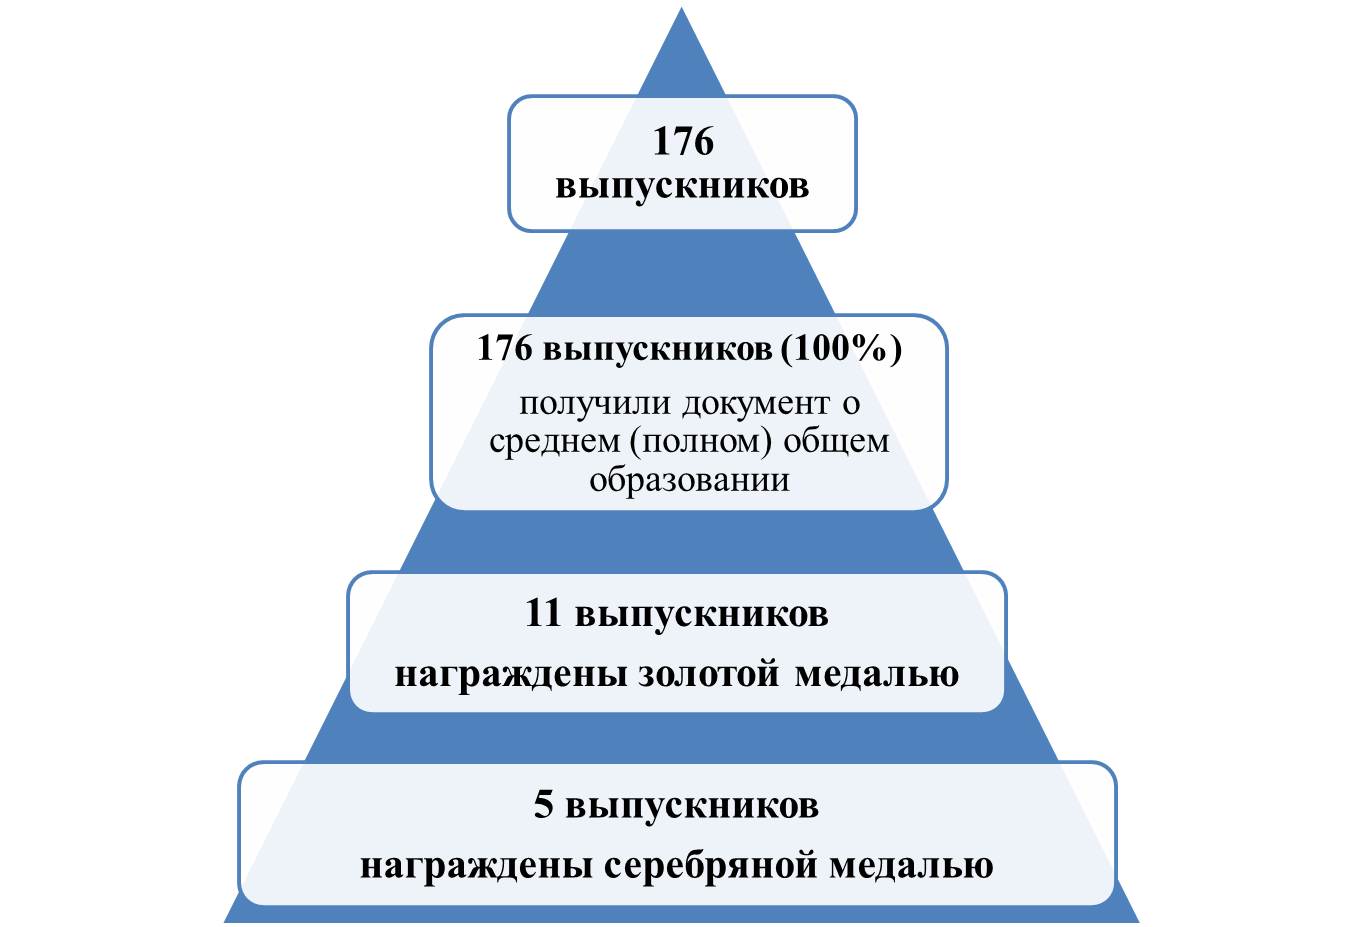 176
выпускников
176 выпускников (100%)
получили документ о
среднем (полном) общем
образовании
11 выпускников
награждены золотой медалью
5 выпускников
награждены серебряной медалью